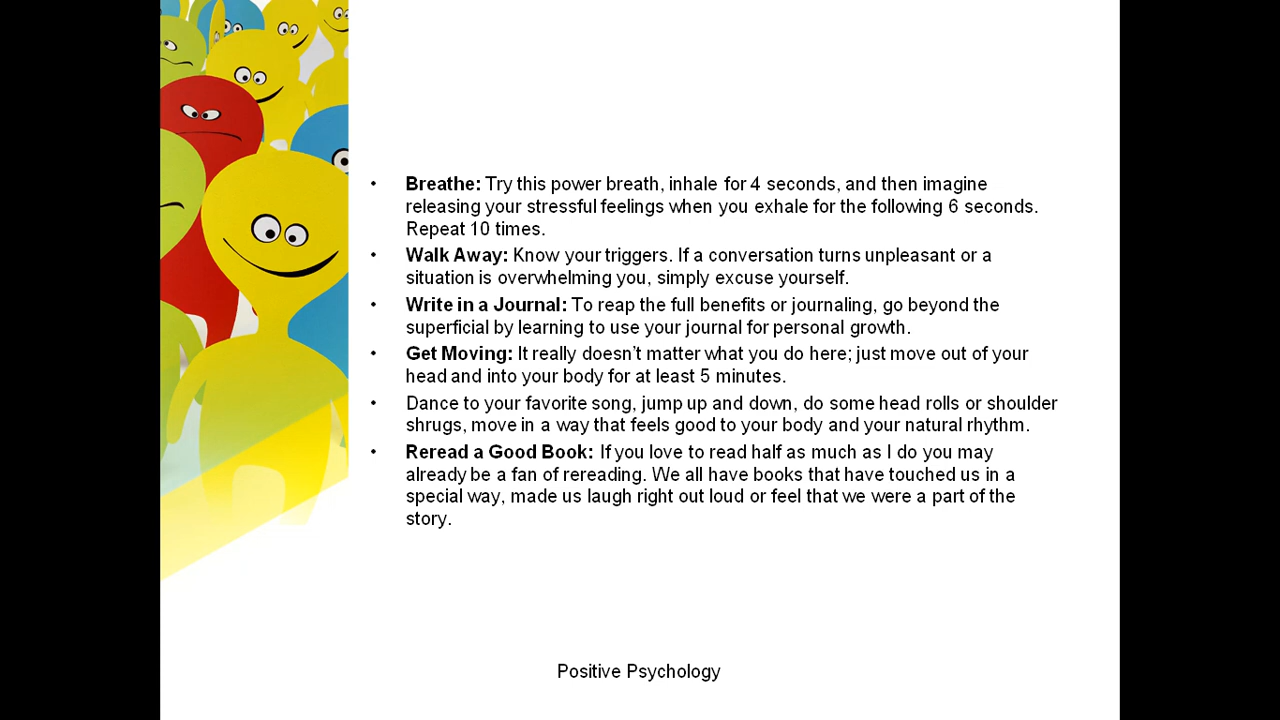 • Breathe: Try this power breath, inhale for 4 seconds, and then imagine
releasing your stressful feelings when you exhale for the following 6 seconds.
Repeat 10 times.
• Walk Away: Know your triggers. If a conversation turns unpleasant or a
situation is overwhelming you, simply excuse yourself.
• Write in a Journal: To reap the full benefits or journaling, go beyond the
superficial by learning to use your journal for personal growth.
• Get Moving: It really doesn’t matter what you do here; just move out of your
head and into your body for at least 5 minutes.
• Dance to your favorite song, jump up and down, do some head rolls or shoulder
shrugs, move in a way that feels good to your body and your natural rhythm.
• Reread a Good Book: If you love to read half as much as I do you may
already be a fan of rereading. We all have books that have touched us in a
special way, made us laugh right out loud or feel that we were a part of the
story.
Positive Psychology